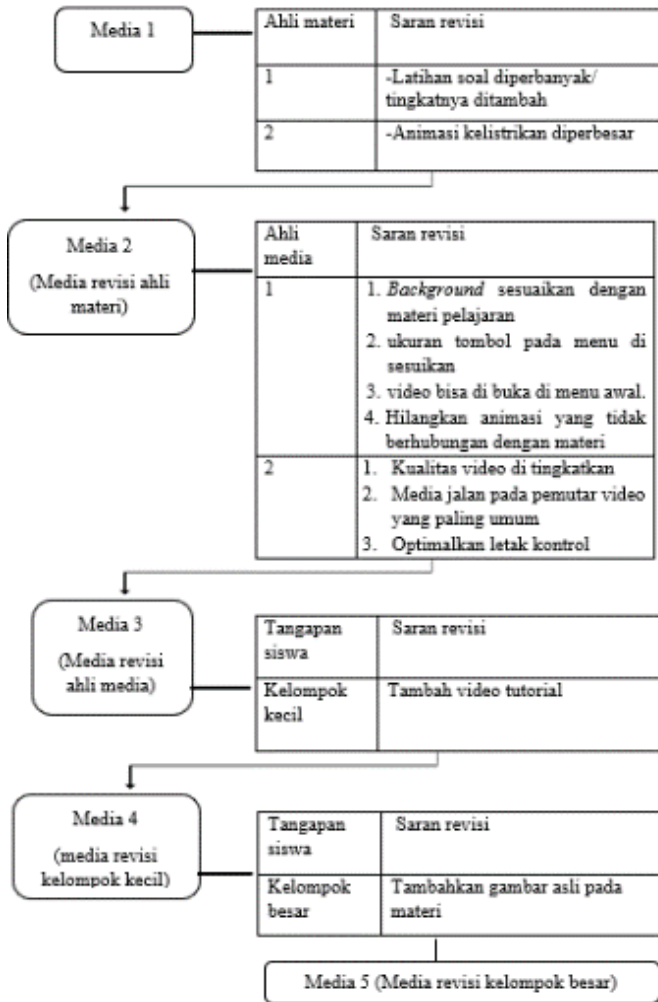 Media 1
Ahli materi Saran revisi
1 -Latihan soal diperbanyak/
tingkatnya ditambah
2 -Animasi kelistrikan diperbesar
Media 2
(Media revisi ahli
materi)
Ahli Saran revisi
media
1 1. Background sesuaikan dengan
materi pelajaran
2. ukuran tombol pada menu di
sesuikan
3. video bisa di buka di menu awal.
4. Hilangkan animasi yang tidak
berhubungan dengan materi
2 1. Kualitas video di tingkatkan
2. Media jalan pada pemutar video
yang paling umum
3. Optimalkan letak kontrol
Media 3
(Media revisi
ahli media)
Tangapan Saran revisi
siswa
Kelompok Tambah video tutorial
kecil
Media 4
(media revisi
kelompok kecil)
Tangapan Saran revisi
siswa
Kelompok Tambahkan gambar asli pada
besar materi
Media 5 (Media revisi kelompok besar)